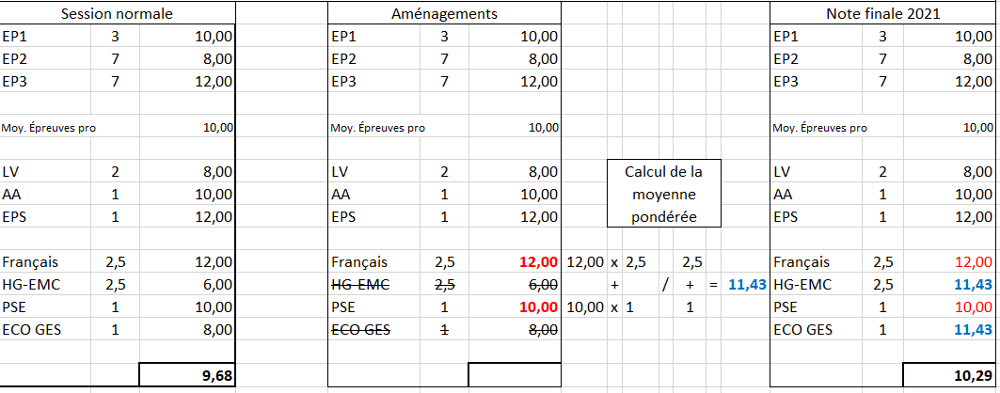 Session normale Aménagements Note finale 2021
EP1 3 10,00 EP1 3 10,00 EP1 3 10,00
EP2 7 8,00 EP2 7 8,00 EP2 7 8,00
EP3 7 12,00 EP3 7 12,00 EP3 7 12,00
Moy. Épreuves pro 10,00 Moy. Épreuves pro 10,00 Moy. Épreuves pro 10,00
LV 2 8,00 LV 2 8,00 Calcul de la LV 2 8,00
AA 1 10,00 AA 1 10,00 moyenne AA 1 10,00
EPS 1 12,00 EPS 1 12,00 pondérée EPS 1 12,00
Français 2,5 12,00 Français 2,5 12,00 12,00 x 2,5 2,5 Français 2,5 12,00
HG-EMC 2,5 6,00 HG-EMC 2,5 6,00 + / + = 11,43 HG-EMC 2,5 11,43
PSE 1 10,00 PSE 1 10,00 10,00 x 1 1 PSE 1 10,00
ECO GES 1 8,00 ECO GES 1 8,00 ECO GES 1 11,43
9,68 10,29